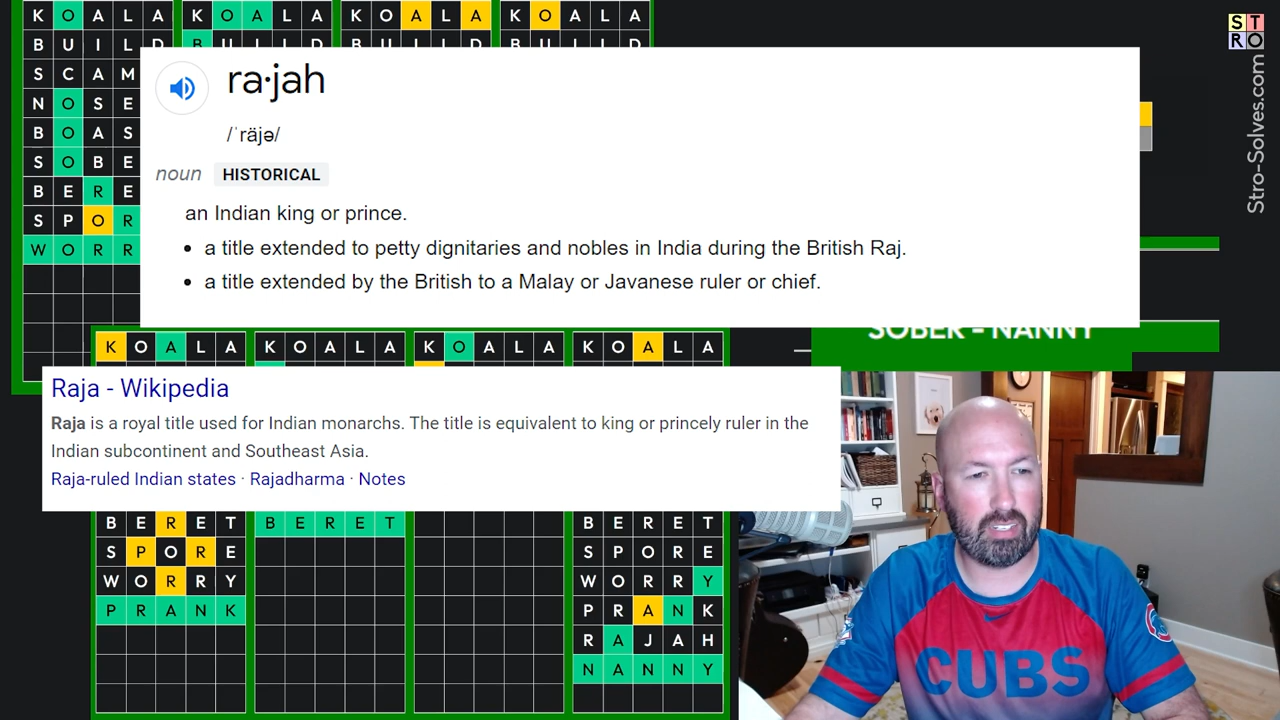 K O A L A K O A L A K O A L A K O A L A
B U I L D B U I L D B U I L D B U I L D
S C A M
N O S E
B O A S
S O B E
B E R E
S P O R
W O R R
ST
RO
Stro-Solves.com
ra·jah
/ˈräjə/
noun HISTORICAL
an Indian king or prince.
• a title extended to petty dignitaries and nobles in India during the British Raj.
• a title extended by the British to a Malay or Javanese ruler or chief.
SOBER - NANNY
K O A L A K O A L A K O A L A K O A L A
Raja - Wikipedia
Raja is a royal title used for Indian monarchs. The title is equivalent to king or princely ruler in the
Indian subcontinent and Southeast Asia.
Raja-ruled Indian states · Rajadharma · Notes
B E R E T B E R E T B E R E T
S P O R E S P O R E
W O R R Y W O R R Y
P R A N K P R A N K
R A J A H
N A N N Y
CUBS